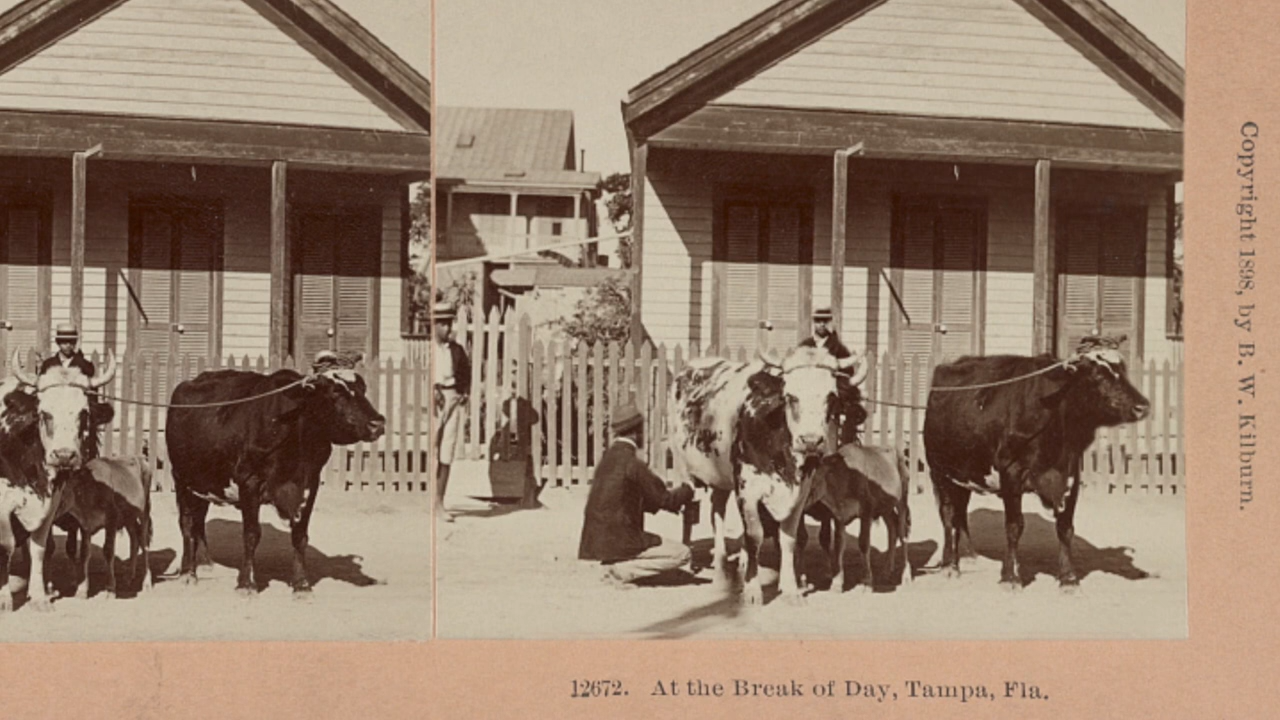 Copyright 1898, by B. W. Kilburn.
12672. At the Break of Day, Tampa, Fla.